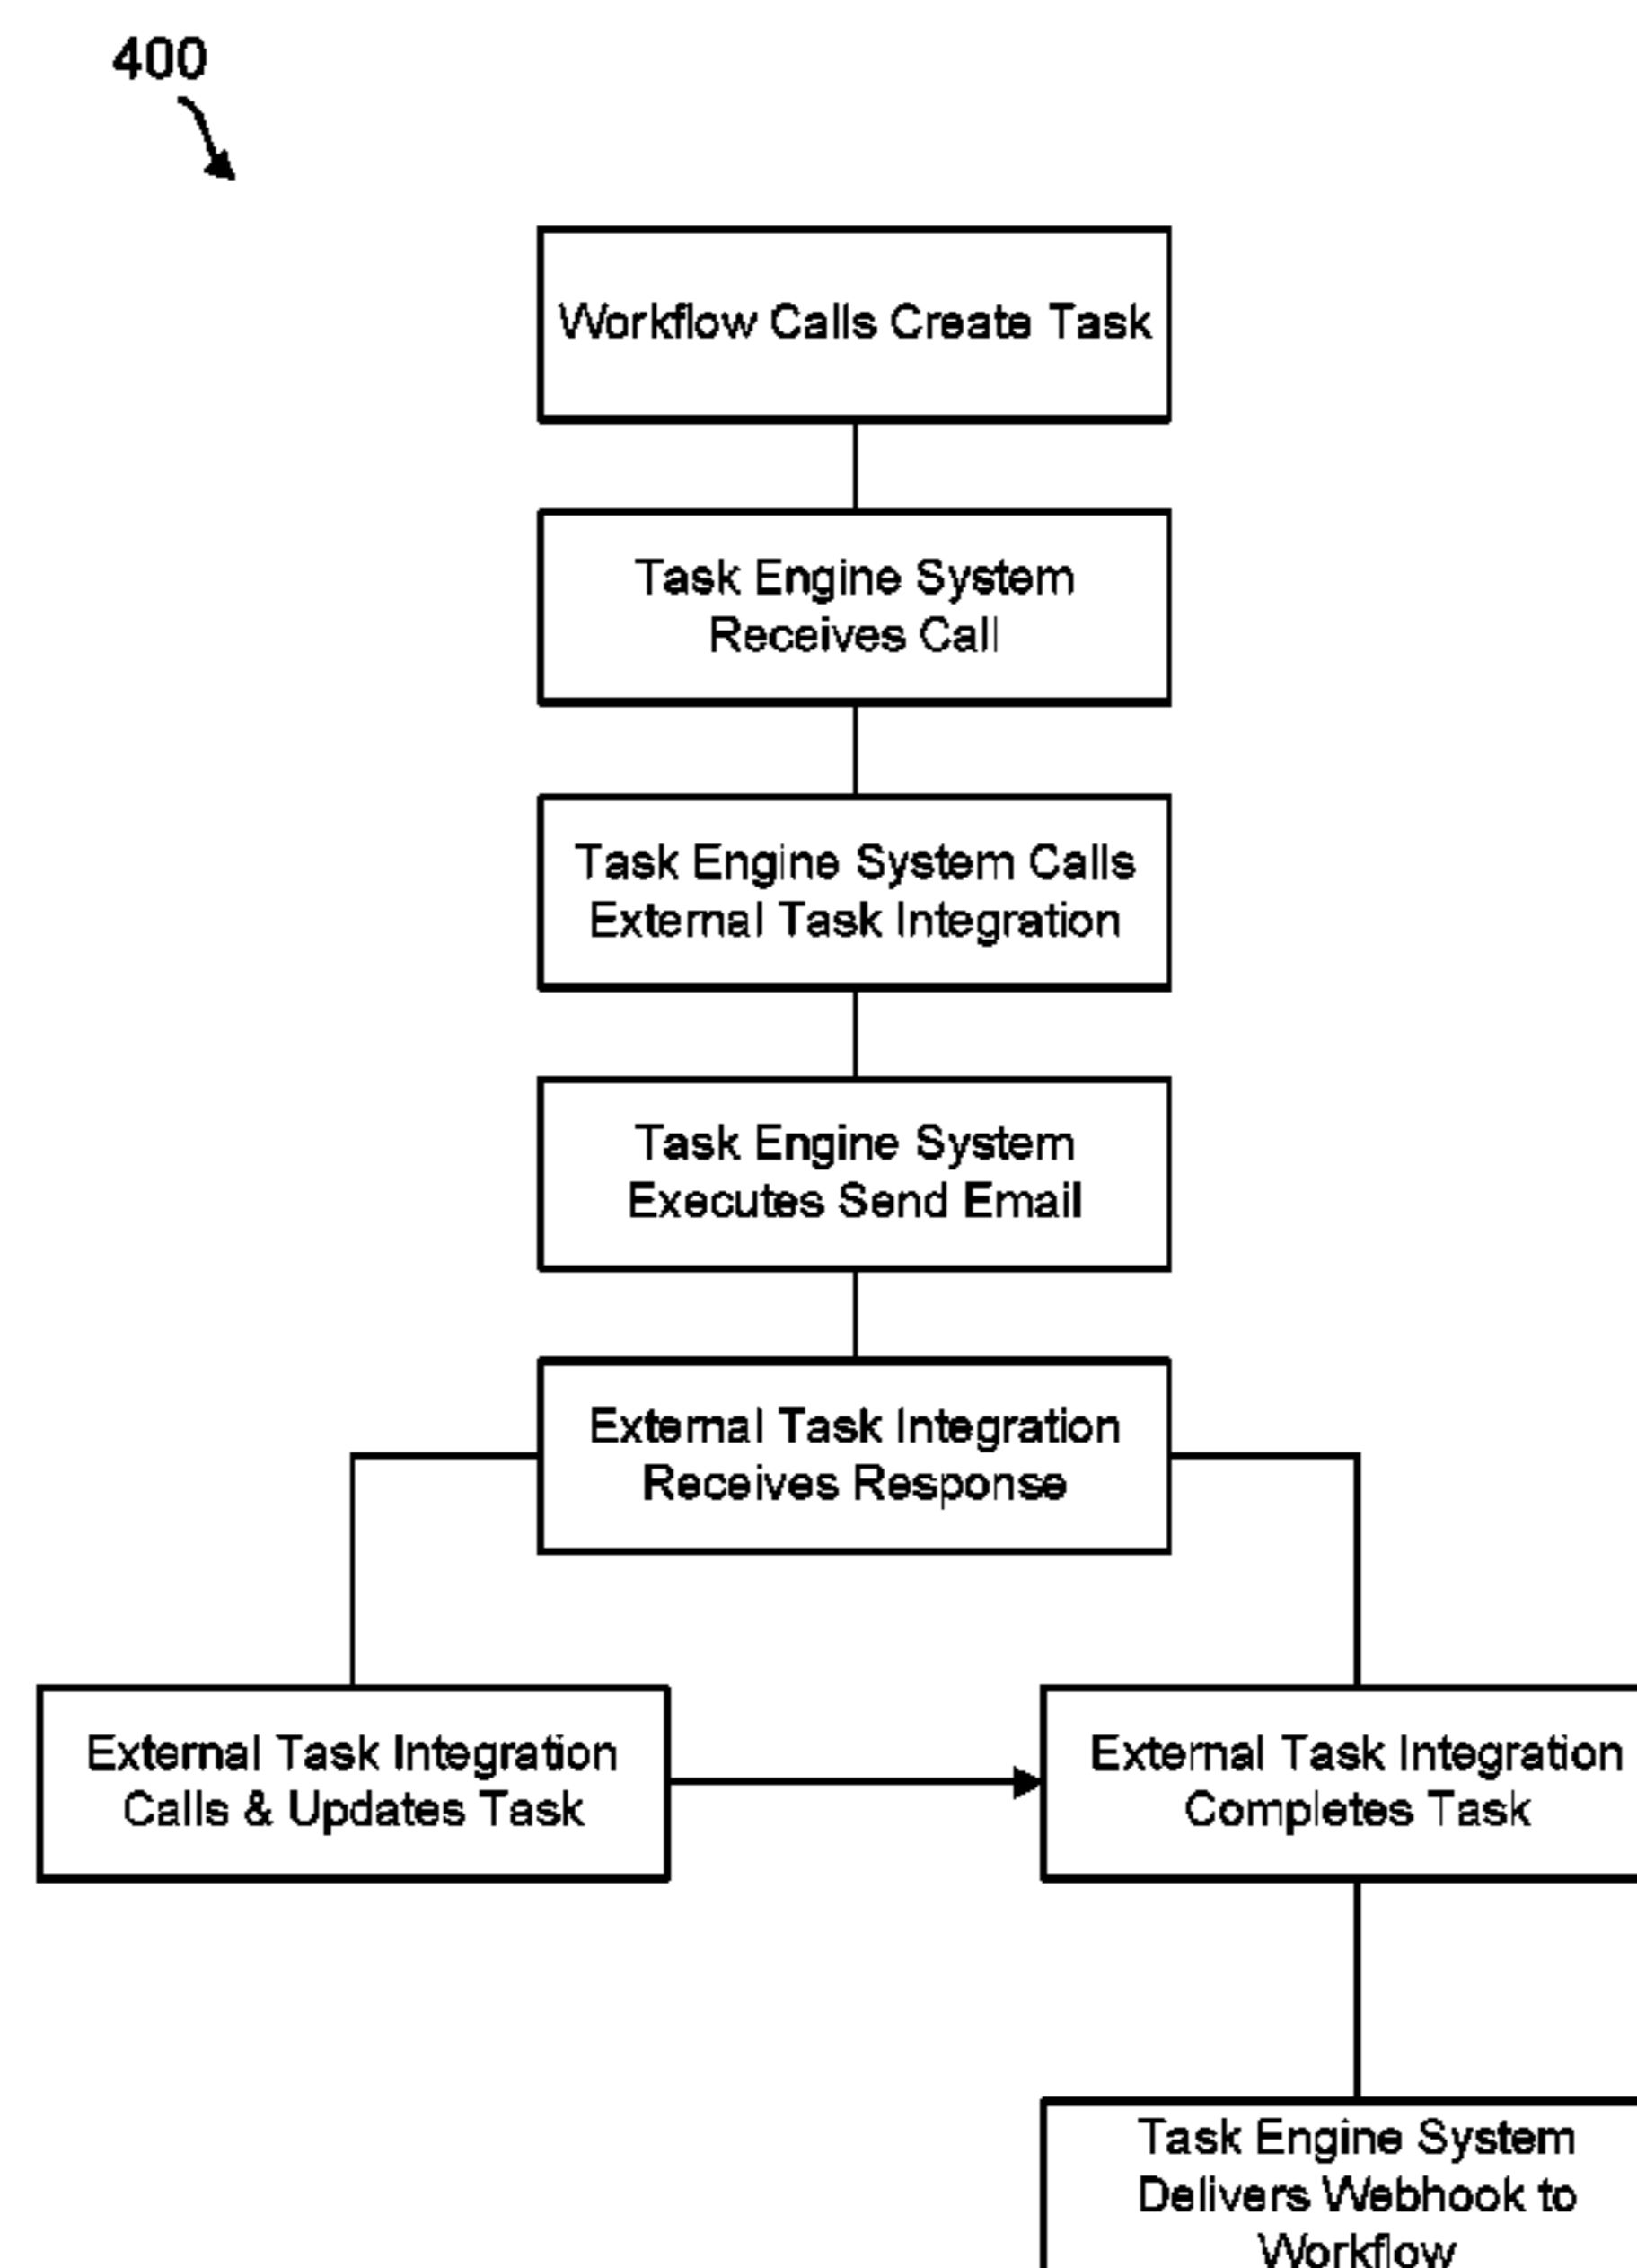 400
Workflow Calls Create Task
Task Engine System
Receives Call
Task Engine System Calls
External Task Integration
Task Engine System
Executes Send Email
External Task Integration
Receives Response
External Task Integration
Calls & Updates Task
External Task Integration
Completes Task
Task Engine System
Delivers Webhook to
Workflow